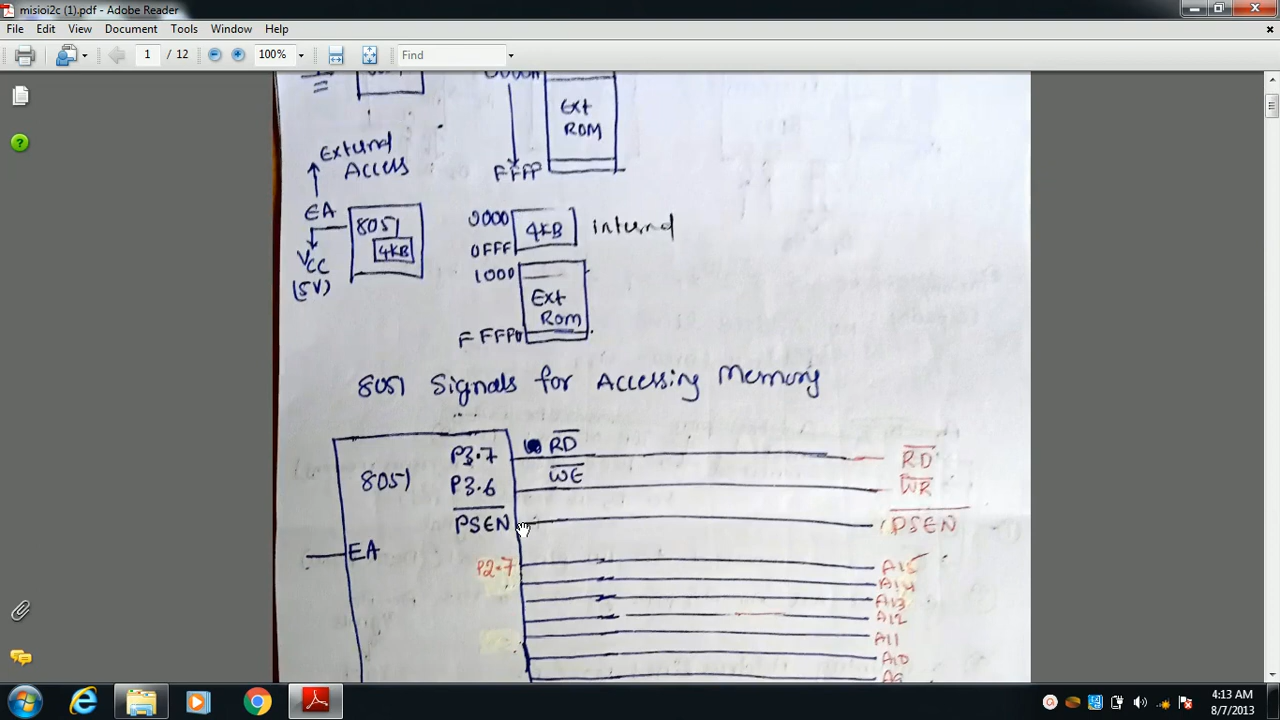 misioi2c (1).pdf - Adobe Reader
File Edit View Document Tools Window Help
1 / 12 100% Find
Ext
ROM
FFFF
External
Access
EA
8051
4KB
VCC
(5V)
0000
4KB
internal
0FFF
1000
Ext
Rom
FFFF
8051 Signals for Accessing Memory
8051
P3.7
RD
RD
P3.6
WE
WR
PSEN
PSEN
EA
P2.7
A15
A14
A13
A12
A11
A10
A9
4:13 AM
8/7/2013